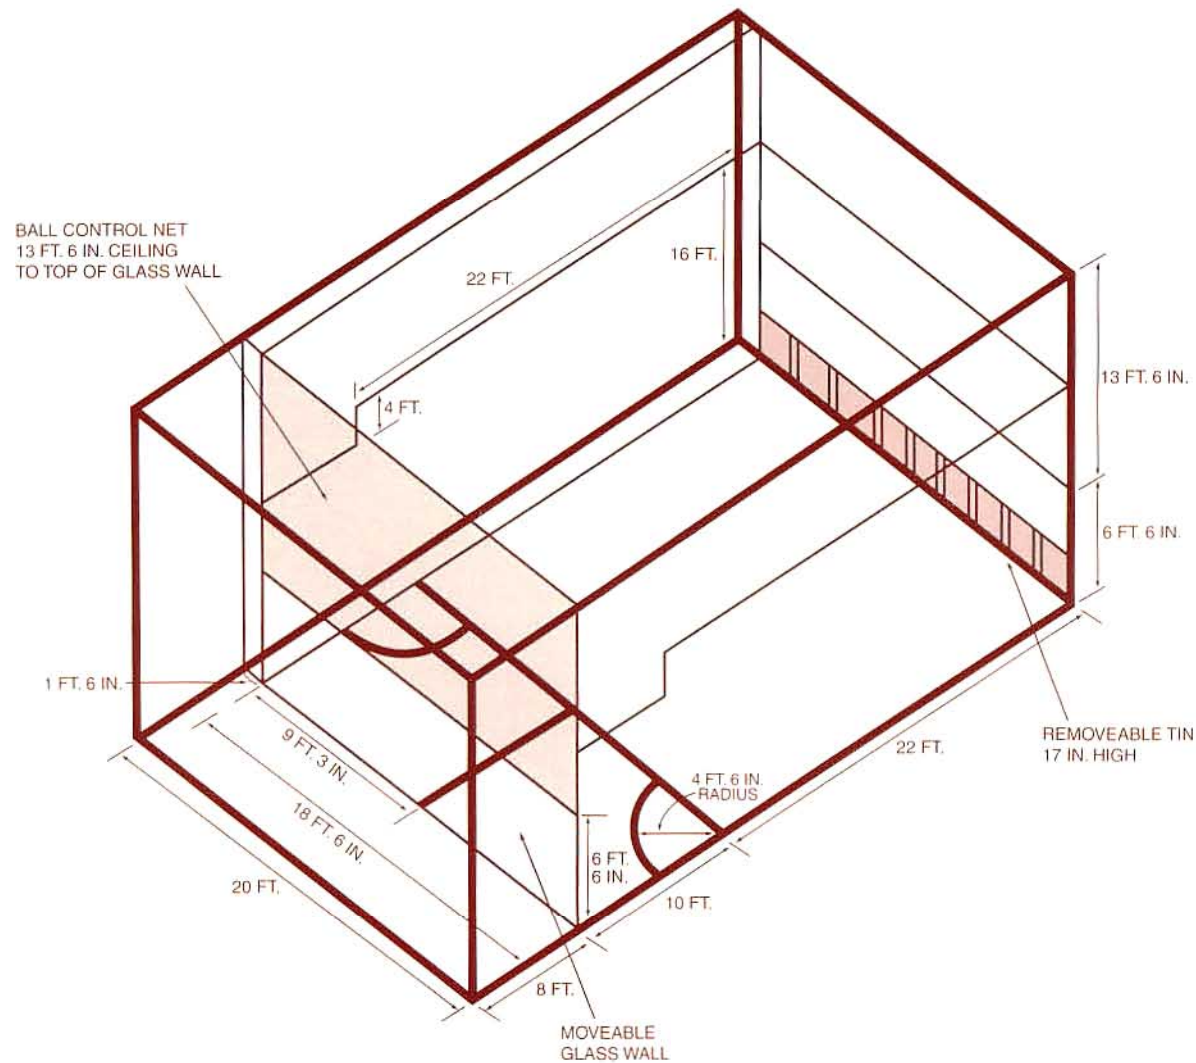 BALL CONTROL NET
13 FT. 6 IN. CEILING
TO TOP OF GLASS WALL
22 FT.
16 FT.
4 FT.
13 FT. 6 IN.
6 FT. 6 IN.
1 FT. 6 IN.
9 FT. 3 IN.
18 FT. 6 IN.
20 FT.
4 FT. 6 IN.
RADIUS
22 FT.
REMOVEABLE TIN
17 IN. HIGH
6 FT.
6 IN.
10 FT.
8 FT.
MOVEABLE
GLASS WALL